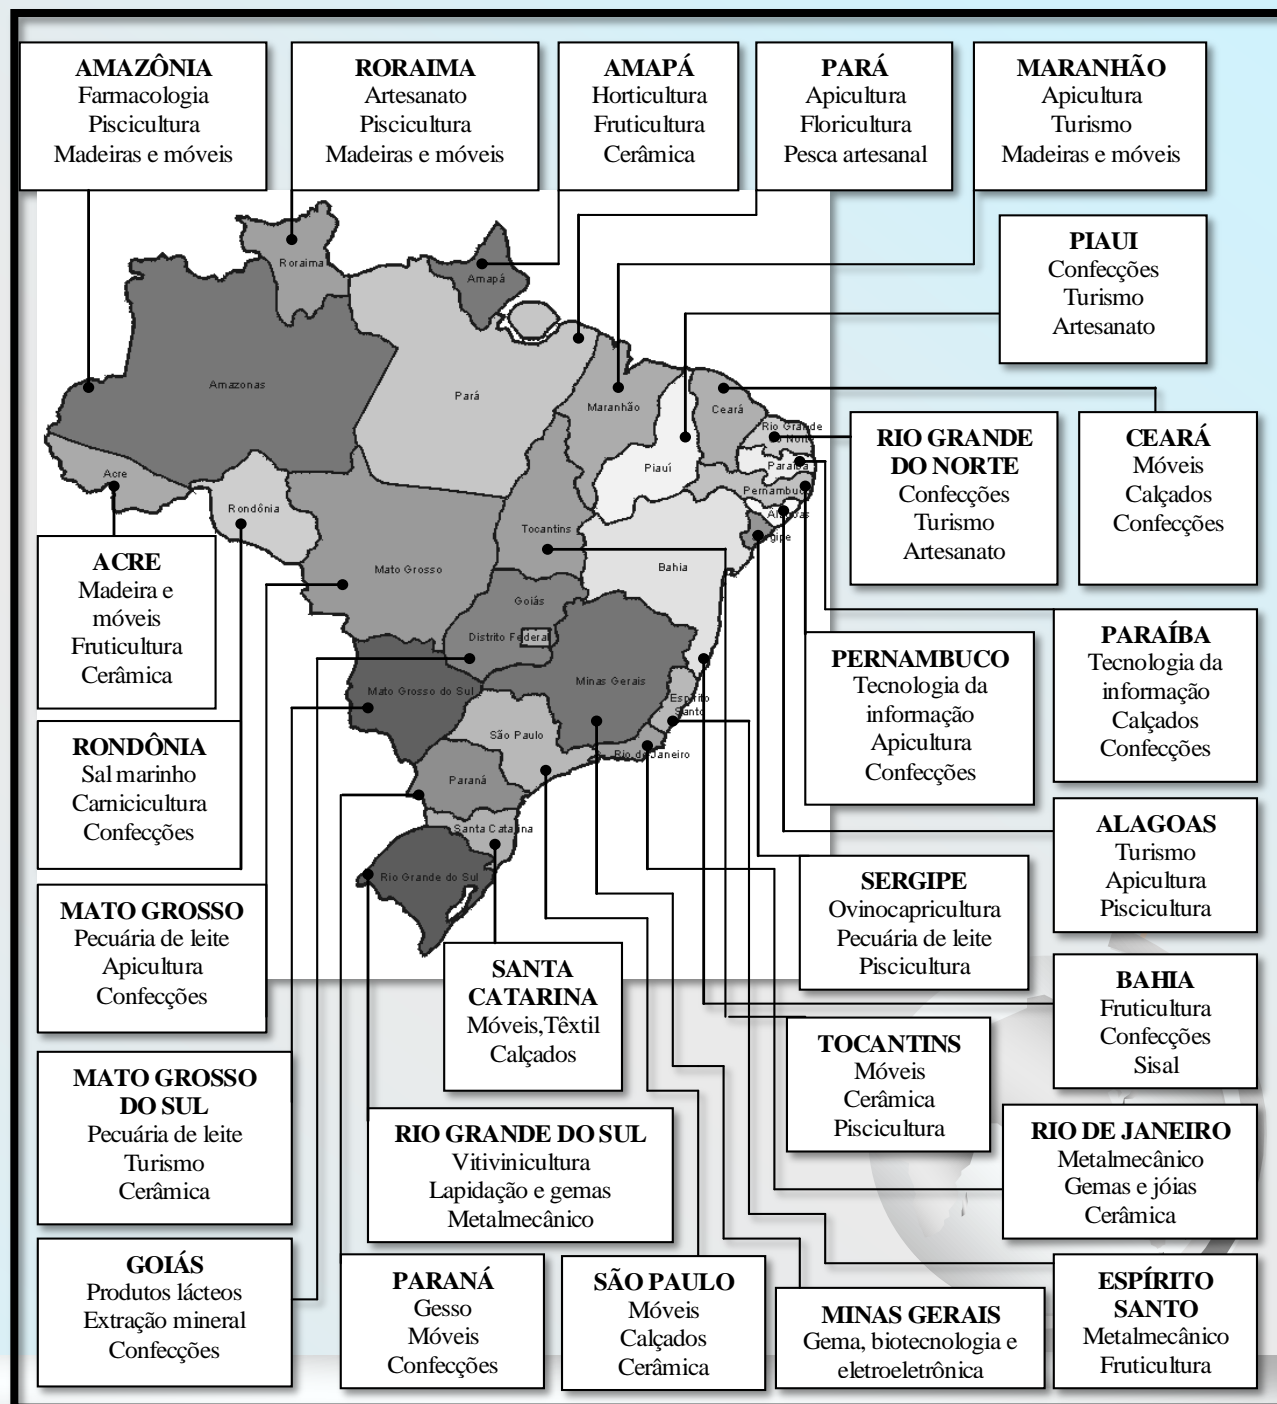 AMAZÔNIA
Farmacologia
Piscicultura
Madeiras e móveis
RORAIMA
Artesanato
Piscicultura
Madeiras e móveis
AMAPÁ
Horticultura
Fruticultura
Cerâmica
PARÁ
Apicultura
Floricultura
Pesca artesanal
MARANHÃO
Apicultura
Turismo
Madeiras e móveis
PIAUI
Confecções
Turismo
Artesanato
RIO GRANDE
DO NORTE
Confecções
Turismo
Artesanato
CEARÁ
Móveis
Calçados
Confecções
ACRE
Madeira e
móveis
Fruticultura
Cerâmica
PERNAMBUCO
Tecnologia da
informação
Apicultura
Confecções
PARAÍBA
Tecnologia da
informação
Calçados
Confecções
RONDÔNIA
Sal marinho
Carnicicultura
Confecções
ALAGOAS
Turismo
Apicultura
Piscicultura
SERGIPE
Ovinocapricultura
Pecuária de leite
Piscicultura
MATO GROSSO
Pecuária de leite
Apicultura
Confecções
SANTA
CATARINA
Móveis,Têxtil
Calçados
BAHIA
Fruticultura
Confecções
Sisal
TOCANTINS
Móveis
Cerâmica
Piscicultura
MATO GROSSO
DO SUL
Pecuária de leite
Turismo
Cerâmica
RIO GRANDE DO SUL
Vitivinicultura
Lapidação e gemas
Metalmecânico
RIO DE JANEIRO
Metalmecânico
Gemas e jóias
Cerâmica
GOIÁS
Produtos lácteos
Extração mineral
Confecções
PARANÁ
Gesso
Móveis
Confecções
SÃO PAULO
Móveis
Calçados
Cerâmica
MINAS GERAIS
Gema, biotecnologia e
eletroeletrônica
ESPÍRITO
SANTO
Metalmecânico
Fruticultura
Roraima
Amapá
Amazonas
Pará
Maranhão
Ceará
Rio Grande
do Norte
Piauí
Paraíba
Pernambuco
Alagoas
Sergipe
Acre
Rondônia
Tocantins
Mato Grosso
Bahia
Goiás
Distrito Federal
Minas Gerais
Mato Grosso do Sul
Espírito
Santo
São Paulo
Rio de Janeiro
Paraná
Santa Catarina
Rio Grande do Sul